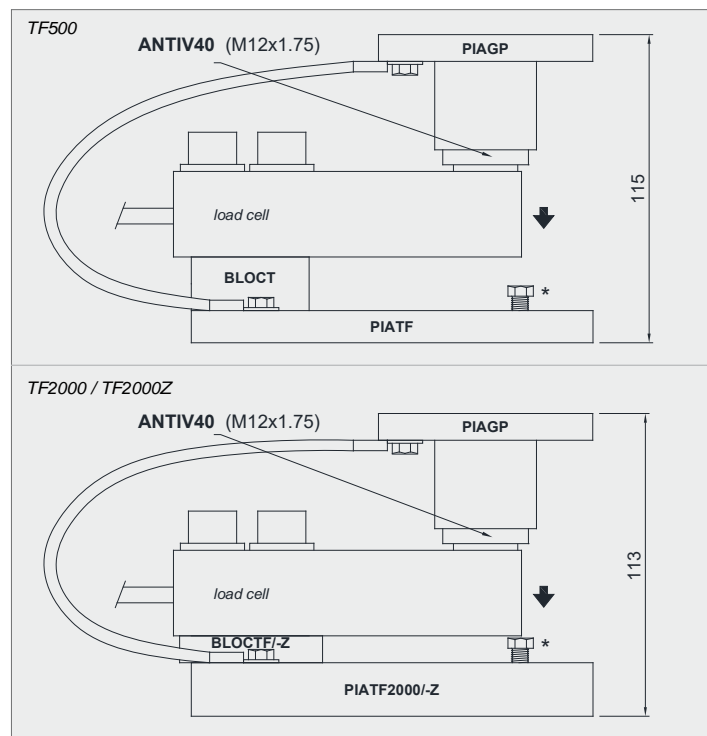 TF500
ANTIV40 (M12x1.75)
PIAGP
load cell
115
BLOCT
*
PIATF
TF2000 / TF2000Z
ANTIV40 (M12x1.75)
PIAGP
load cell
113
BLOCTF/-Z
*
PIATF2000/-Z